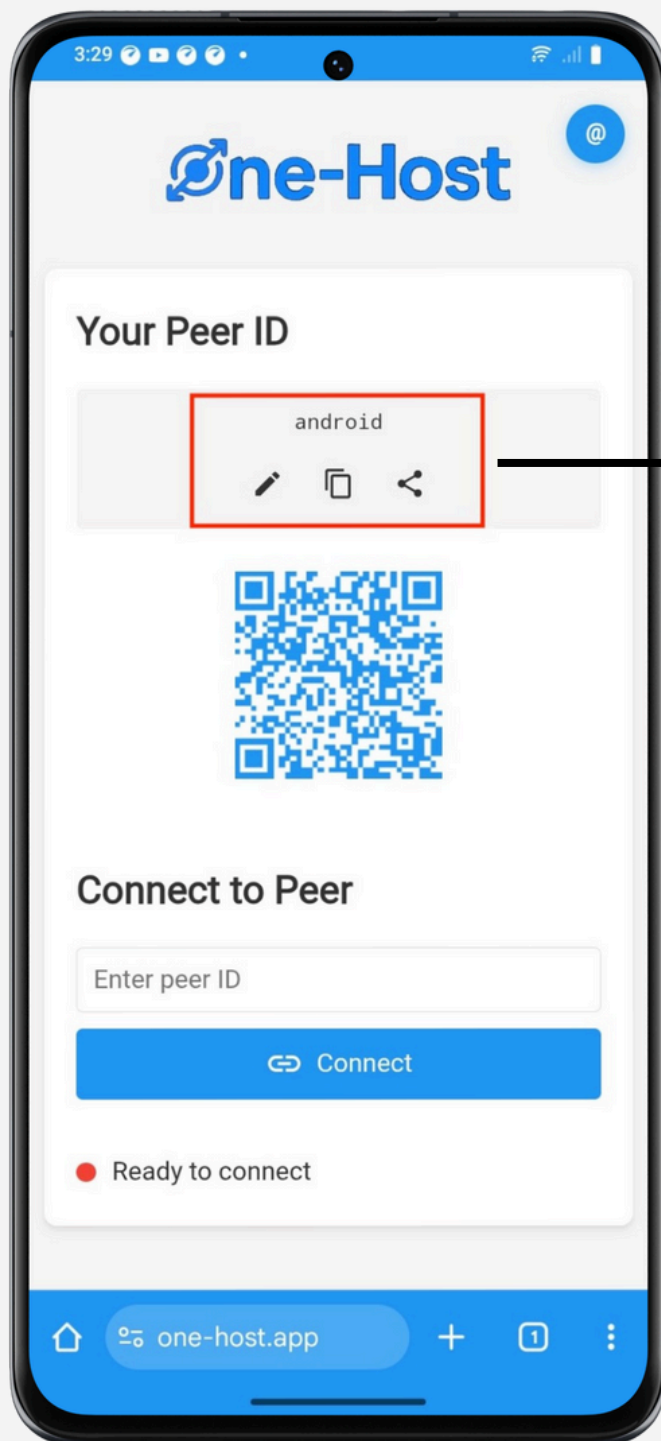 3:29
@
One-Host
Your Peer ID
android
Enter peer ID
Connect to Peer
Connect
Ready to connect
one-host.app
1